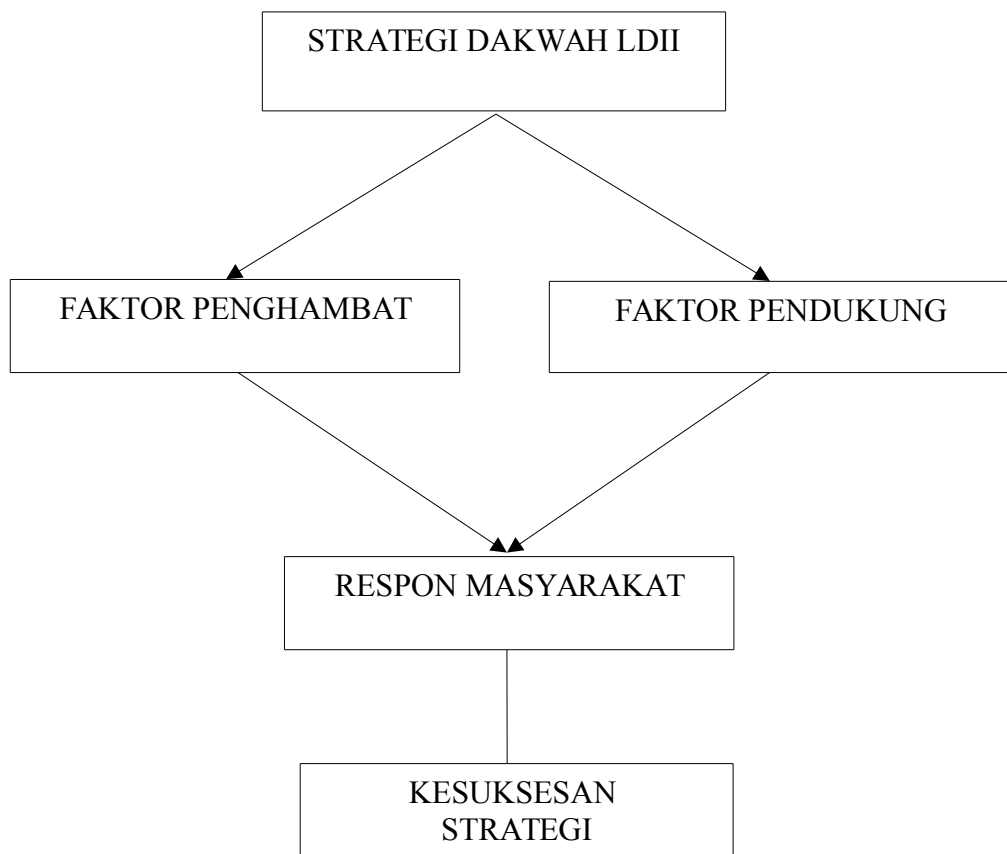 STRATEGI DAKWAH LDII
FAKTOR PENGHAMBAT
FAKTOR PENDUKUNG
RESPON MASYARAKAT
KESUKSESAN
STRATEGI